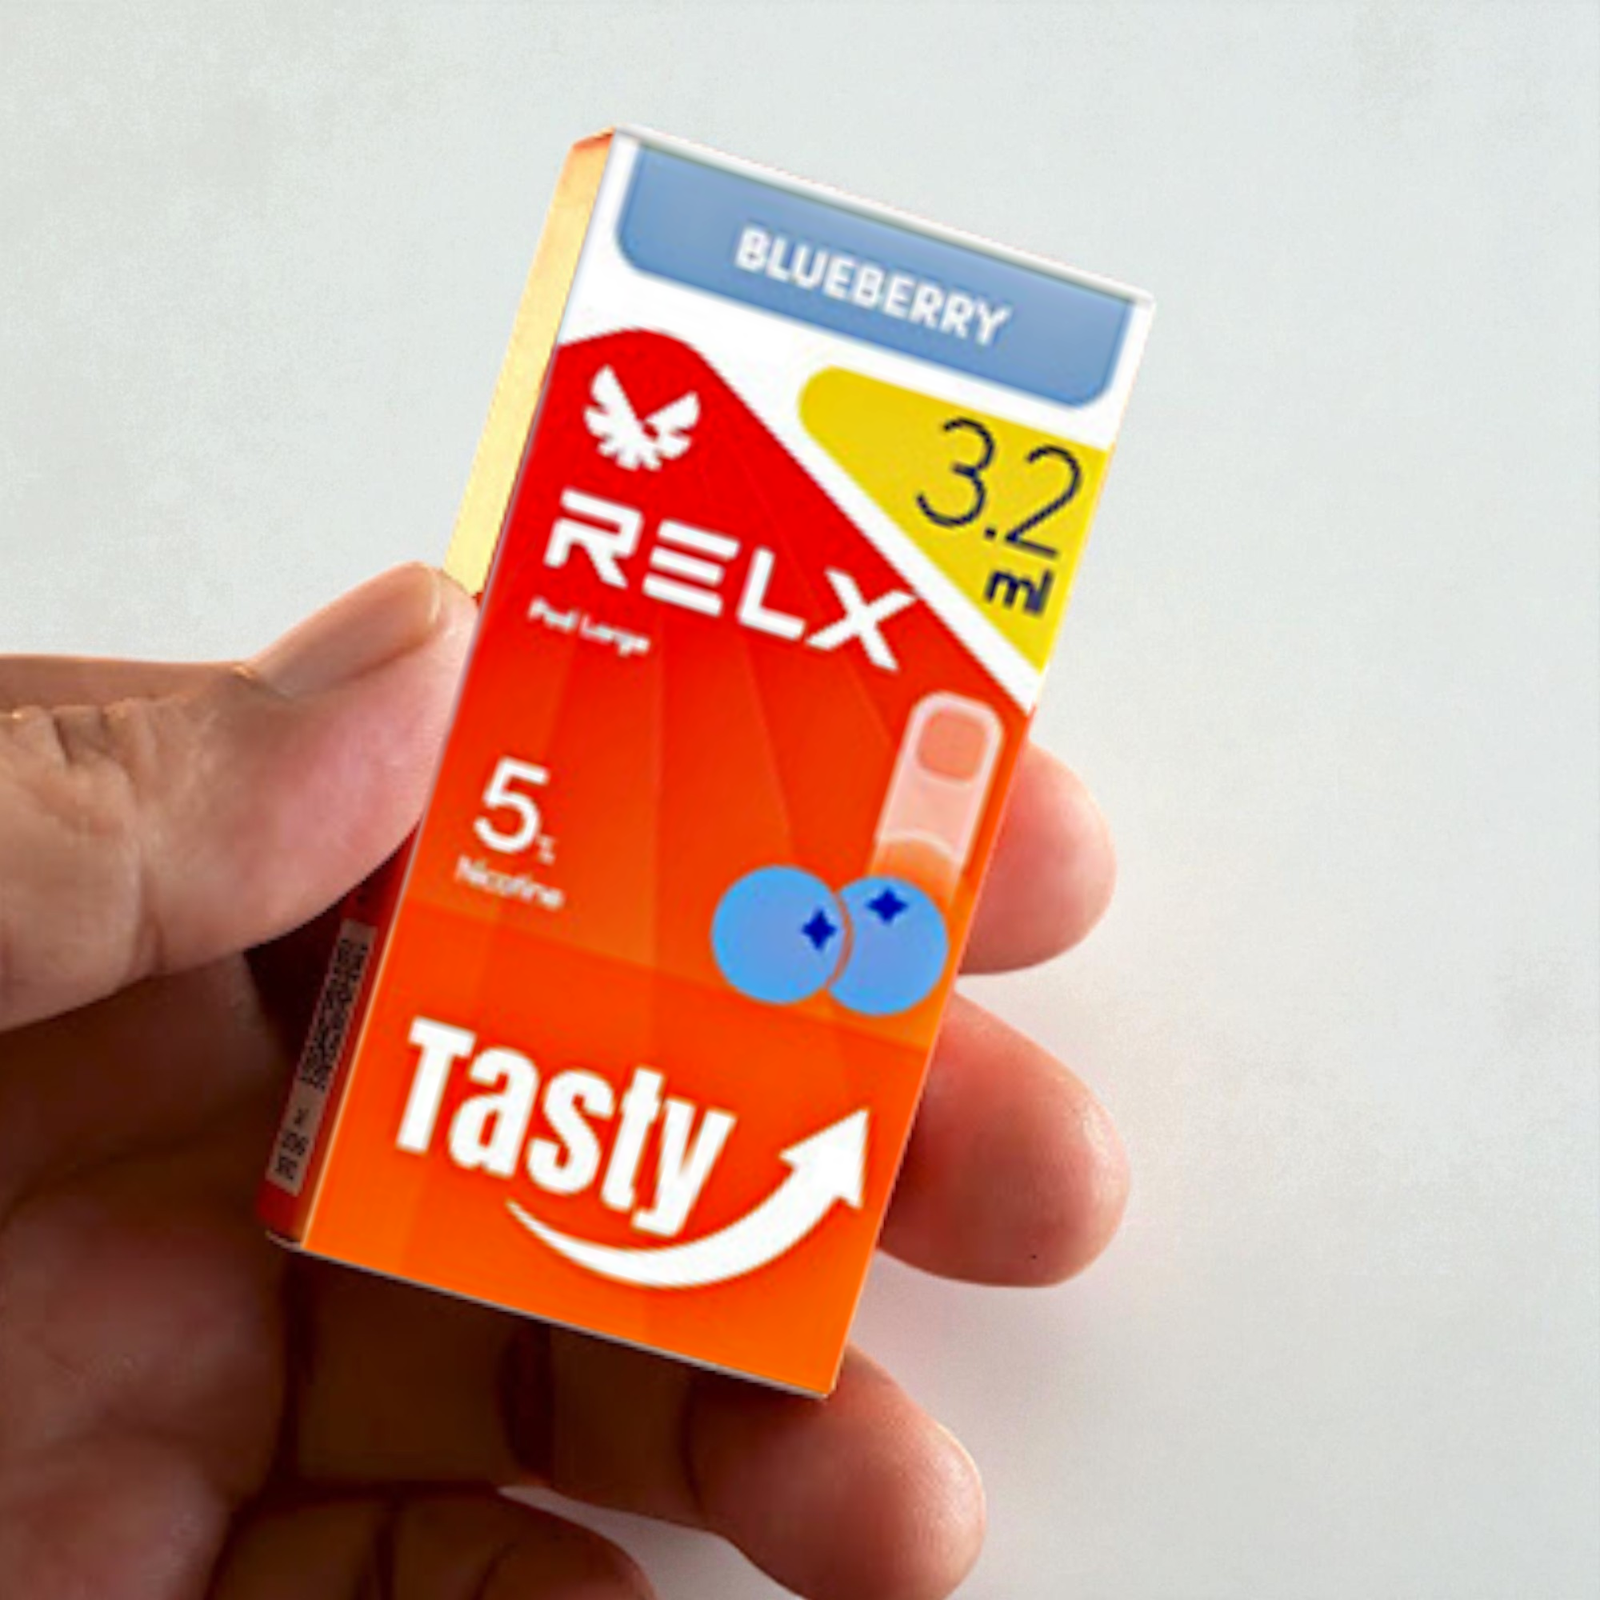 BLUEBERRY
3.2
ml
RELX
Pod Large
5%
Nicotine
Tasty